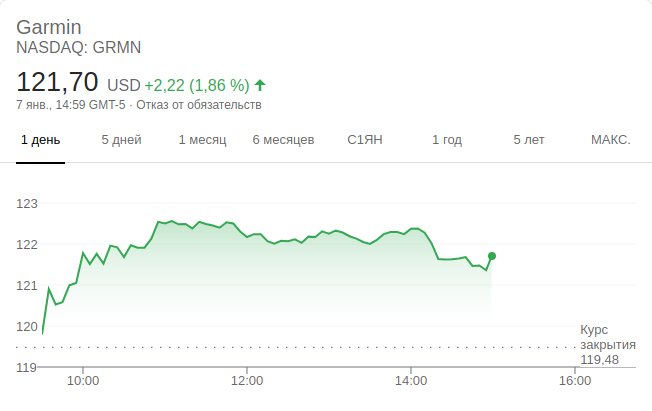 Garmin
NASDAQ: GRMN
121,70 USD +2,22 (1,86 %)
7 янв., 14:59 GMT-5 · Отказ от обязательств
1 день 5 дней 1 месяц 6 месяцев С1ЯН 1 год 5 лет МАКС.
123
122
121
120
Курс
закрытия
119,48
119
10:00 12:00 14:00 16:00